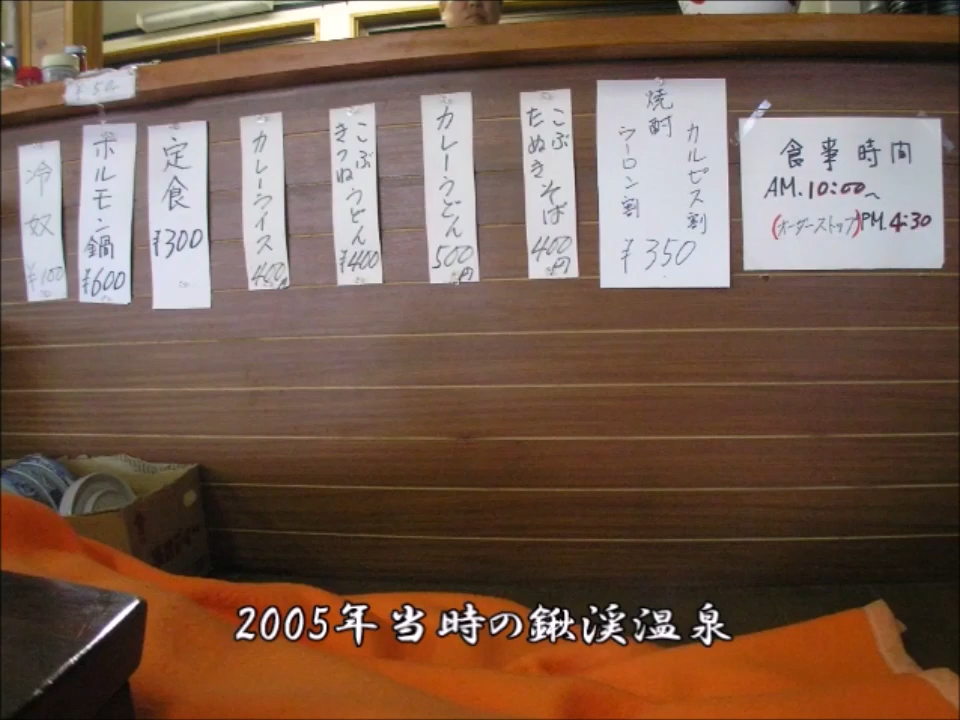 冷奴
¥100
ホルモン鍋
¥600
定食
¥300
カレーライス
400円
こぶ
きつねうどん
¥400
カレーうどん
500円
こぶ
たぬきそば
400円
焼酎
カルピス割
ウーロン割
¥350
食事時間
AM.10:00〜
(オーダーストップ)PM.4:30
2005年当時の鍬渓温泉